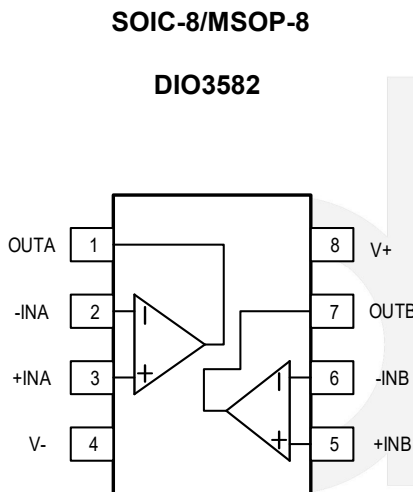 SOIC-8/MSOP-8
DIO3582
OUTA 1 8 V+
-INA 2 7 OUTB
+INA 3 6 -INB
V- 4 5 +INB